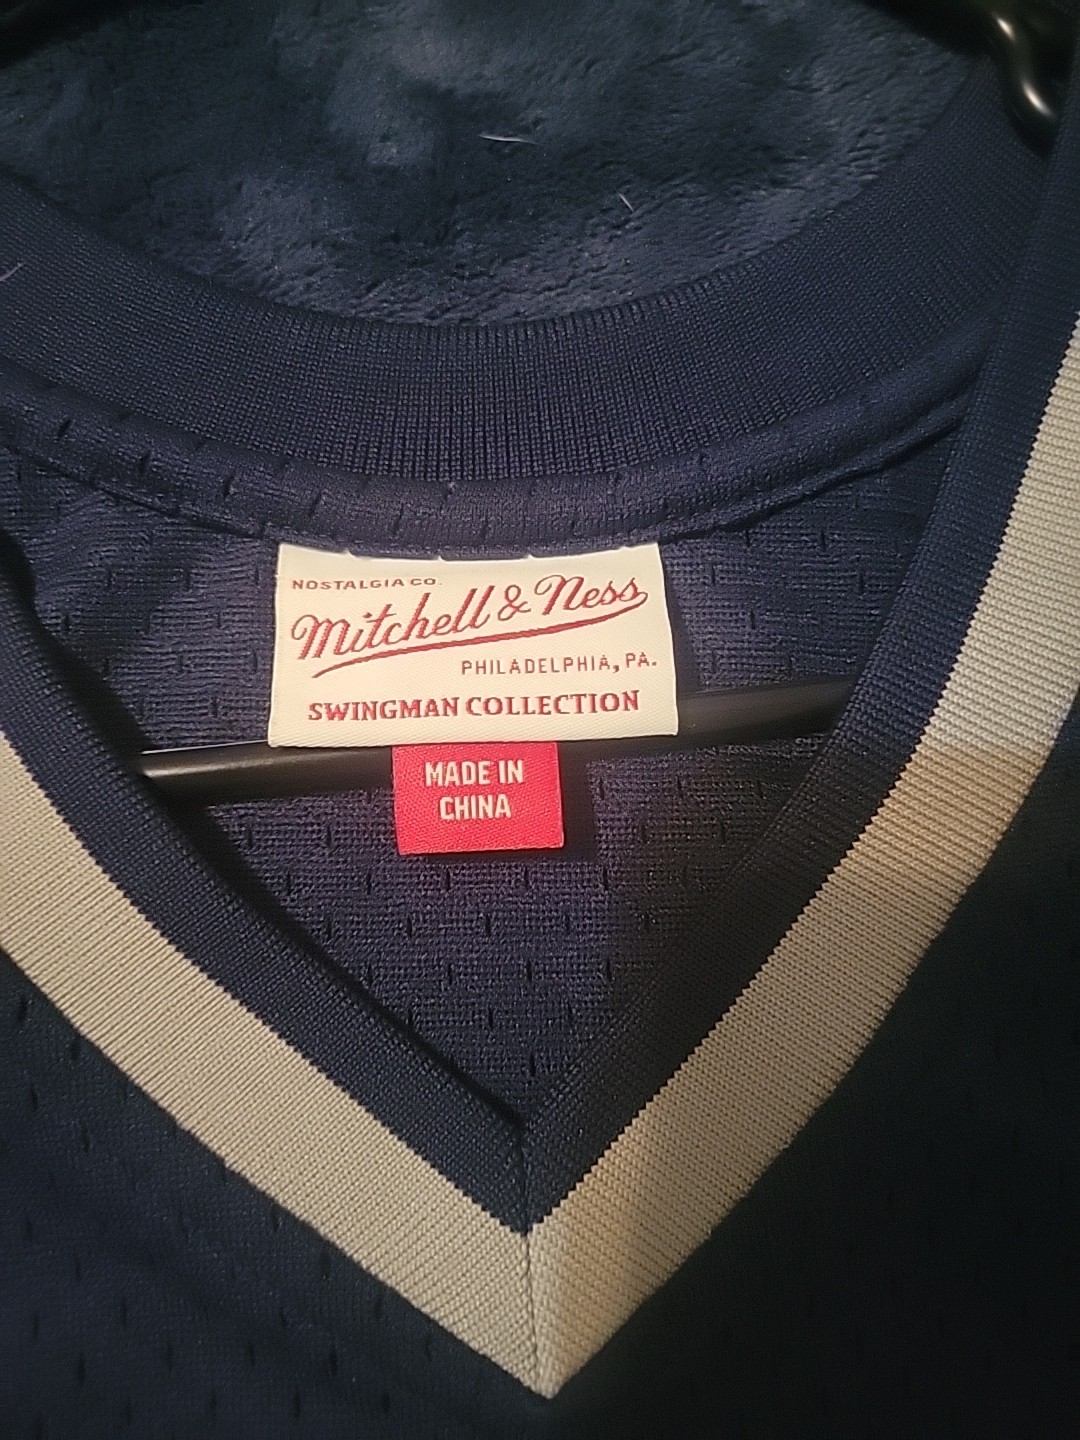 NOSTALGIA CO.
Mitchell & Ness
PHILADELPHIA, PA.
SWINGMAN COLLECTION
MADE IN
CHINA